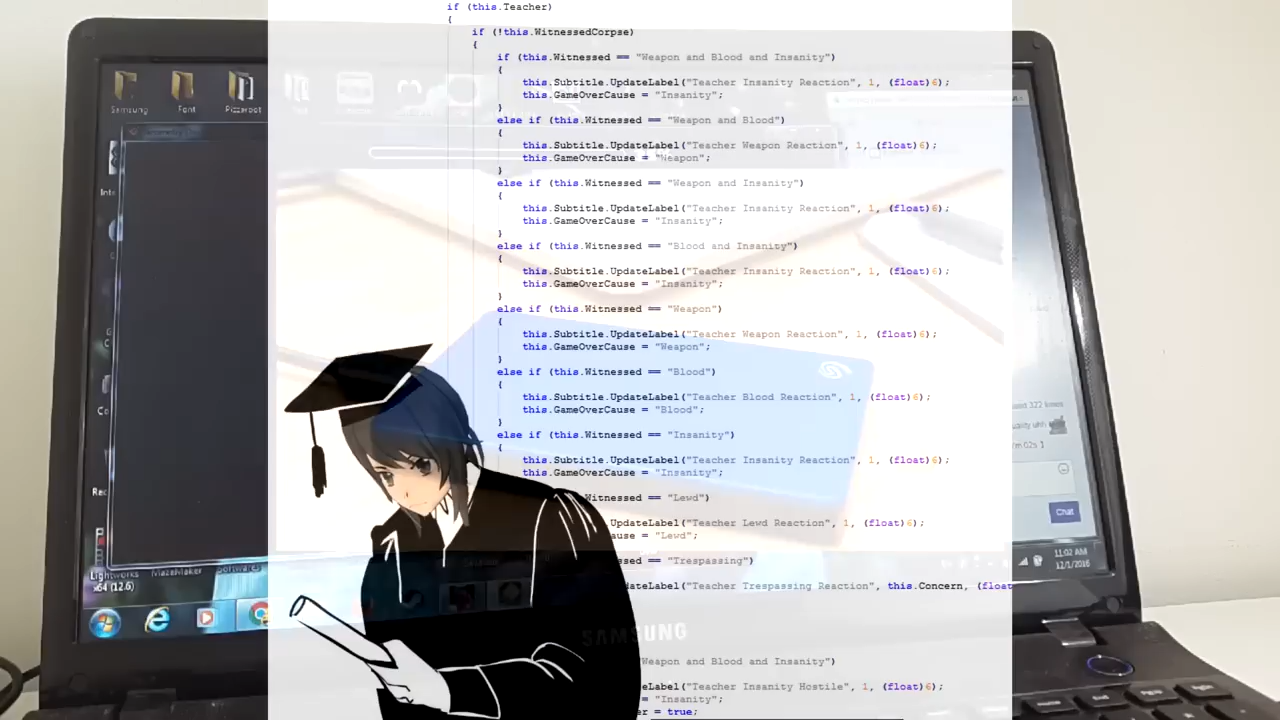 if (this.Teacher)
{
if (!this.WitnessedCorpse)
{
if (this.Witnessed == "Weapon and Blood and Insanity")
{
this.Subtitle.UpdateLabel("Teacher Insanity Reaction", 1, (float)6);
this.GameOverCause = "Insanity";
}
else if (this.Witnessed == "Weapon and Blood")
{
this.Subtitle.UpdateLabel("Teacher Weapon Reaction", 1, (float)6);
this.GameOverCause = "Weapon";
}
else if (this.Witnessed == "Weapon and Insanity")
{
this.Subtitle.UpdateLabel("Teacher Insanity Reaction", 1, (float)6);
this.GameOverCause = "Insanity";
}
else if (this.Witnessed == "Blood and Insanity")
{
this.Subtitle.UpdateLabel("Teacher Insanity Reaction", 1, (float)6);
this.GameOverCause = "Insanity";
}
else if (this.Witnessed == "Weapon")
{
this.Subtitle.UpdateLabel("Teacher Weapon Reaction", 1, (float)6);
this.GameOverCause = "Weapon";
}
else if (this.Witnessed == "Blood")
{
this.Subtitle.UpdateLabel("Teacher Blood Reaction", 1, (float)6);
this.GameOverCause = "Blood";
}
else if (this.Witnessed == "Insanity")
{
this.Subtitle.UpdateLabel("Teacher Insanity Reaction", 1, (float)6);
this.GameOverCause = "Insanity";
Witnessed == "Lewd")
UpdateLabel("Teacher Lewd Reaction", 1, (float)6);
ause = "Lewd";
ssed == "Trespassing")
dateLabel("Teacher Trespassing Reaction", this.Concern, (float
"Weapon and Blood and Insanity")
teLabel("Teacher Insanity Hostile", 1, (float)6);
= "Insanity";
er = true;
Samsung
Font
Pizzaroot
Lightworks
x64 (12.6)
MazeMaker
Softwares
Chat
11:02 AM
12/1/2016
SAMSUNG